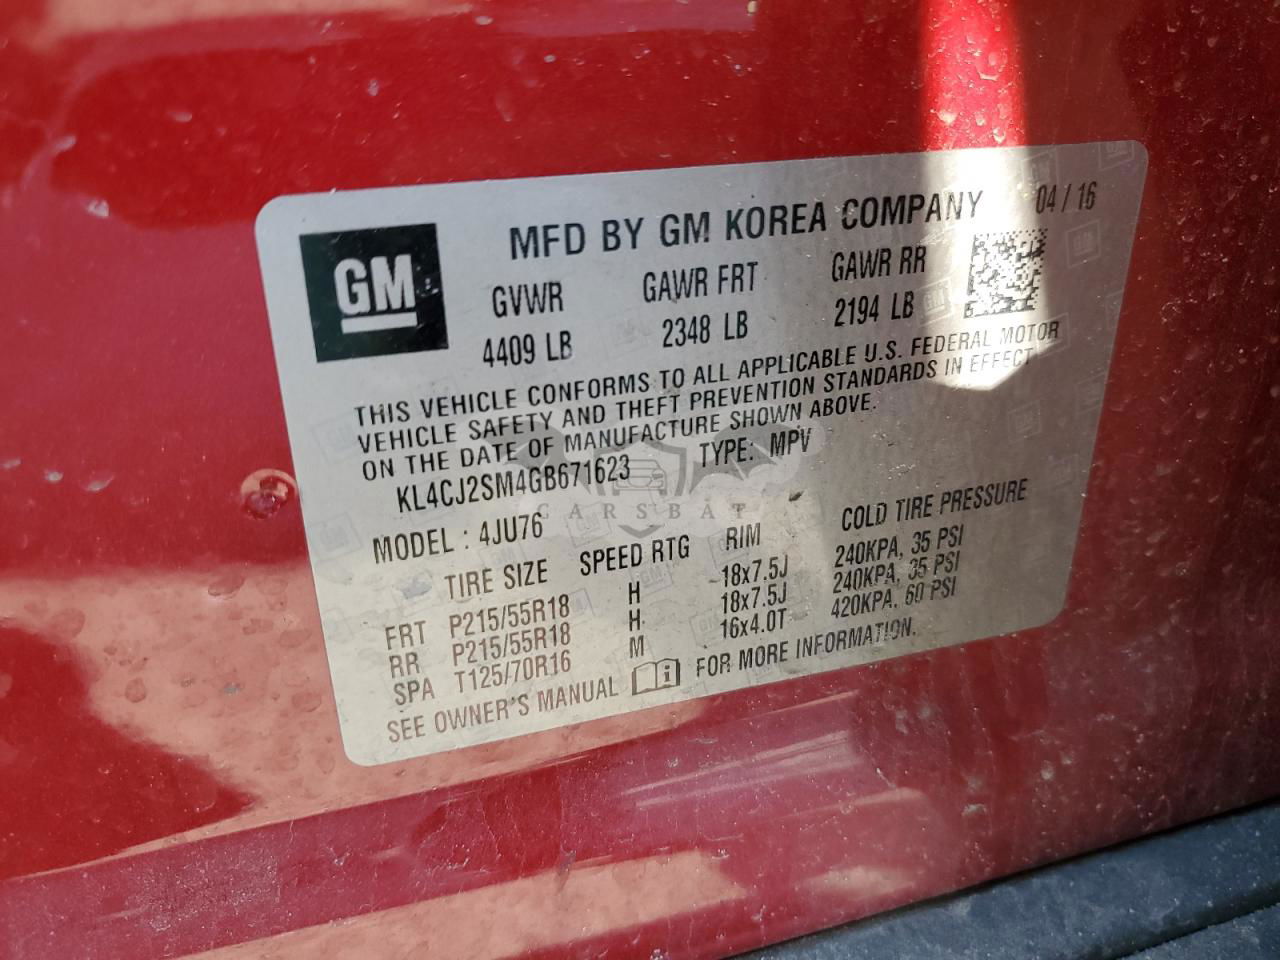 GM
MFD BY GM KOREA COMPANY 04 / 16
GVWR GAWR FRT GAWR RR
4409 LB 2348 LB 2194 LB
THIS VEHICLE CONFORMS TO ALL APPLICABLE U.S. FEDERAL MOTOR
VEHICLE SAFETY AND THEFT PREVENTION STANDARDS IN EFFECT
ON THE DATE OF MANUFACTURE SHOWN ABOVE.
KL4CJ2SM4GB671623 TYPE: MPV
CARSBAT
MODEL : 4JU76
TIRE SIZE SPEED RTG RIM COLD TIRE PRESSURE
FRT P215/55R18 H 18x7.5J 240KPA, 35 PSI
RR P215/55R18 H 18x7.5J 240KPA, 35 PSI
SPA T125/70R16 M 16x4.0T 420KPA, 60 PSI
SEE OWNER'S MANUAL i FOR MORE INFORMATION.